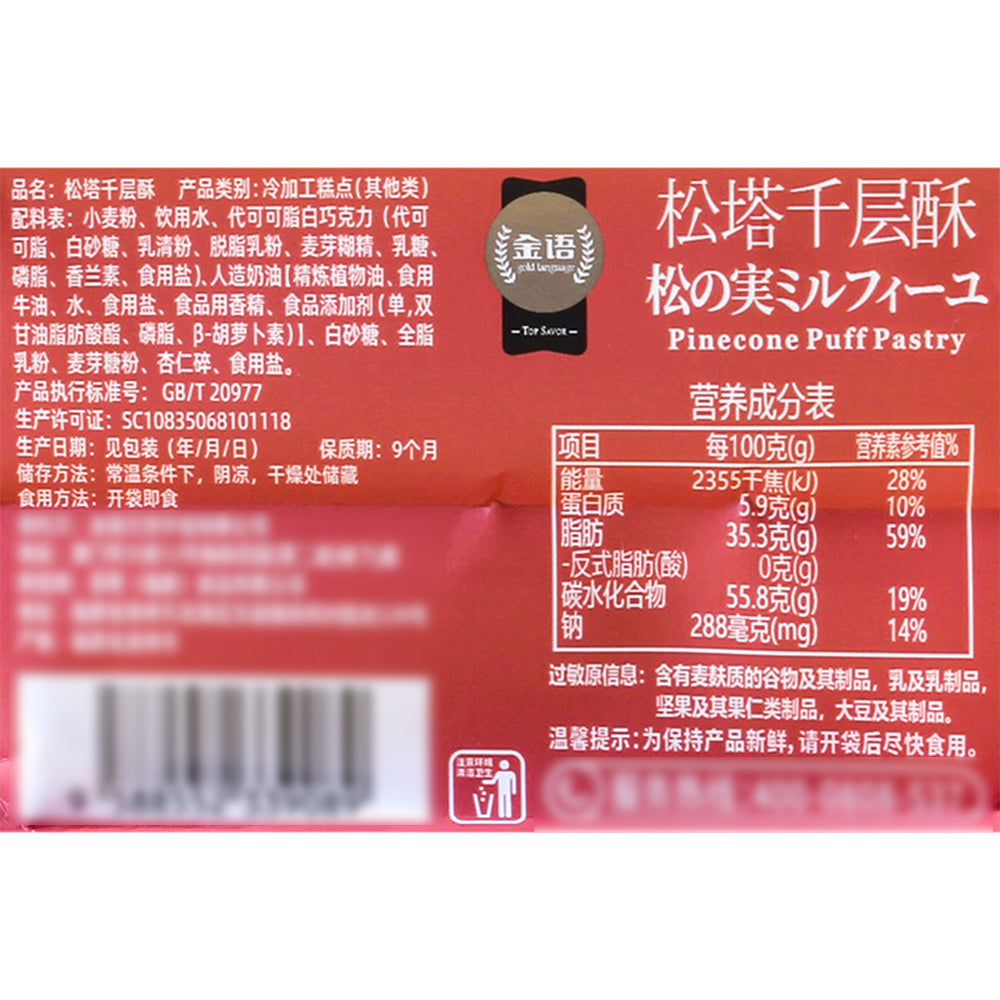 品名：松塔千层酥 产品类别：冷加工糕点(其他类)
配料表：小麦粉、饮用水、代可可脂白巧克力（代可
可脂、白砂糖、乳清粉、脱脂乳粉、麦芽糊精、乳糖、
磷脂、香兰素、食用盐)、人造奶油【精炼植物油、食用
牛油、水、食用盐、食品用香精、食品添加剂（单,双
甘油脂肪酸酯、磷脂、β-胡萝卜素)】、白砂糖、全脂
乳粉、麦芽糖粉、杏仁碎、食用盐。
产品执行标准号：GB/T 20977
生产许可证：SC10835068101118
生产日期：见包装（年/月/日） 保质期：9个月
储存方法：常温条件下，阴凉，干燥处储藏
食用方法：开袋即食
注意环境
清洁卫生
金语
gold language
TOP SAVOR
松塔千层酥
松の実ミルフィーユ
Pinecone Puff Pastry
营养成分表
项目 每100克(g) 营养素参考值%
能量 2355千焦(kJ) 28%
蛋白质 5.9克(g) 10%
脂肪 35.3克(g) 59%
-反式脂肪(酸) 0克(g)
碳水化合物 55.8克(g) 19%
钠 288毫克(mg) 14%
过敏原信息：含有麦麸质的谷物及其制品，乳及乳制品，
坚果及其果仁类制品，大豆及其制品。
温馨提示：为保持产品新鲜，请开袋后尽快食用。